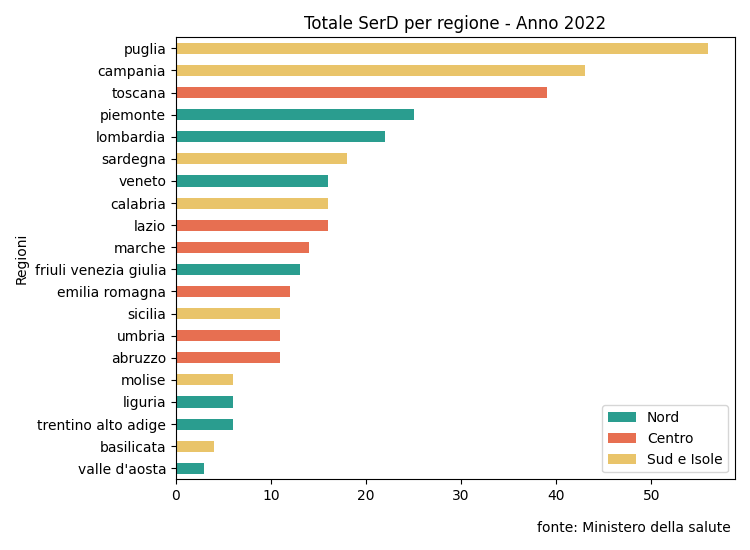 Totale SerD per regione - Anno 2022
puglia
campania
toscana
piemonte
lombardia
sardegna
veneto
calabria
lazio
marche
friuli venezia giulia
emilia romagna
sicilia
umbria
abruzzo
molise
liguria
trentino alto adige
basilicata
valle d'aosta
Regioni
0 10 20 30 40 50
Nord
Centro
Sud e Isole
fonte: Ministero della salute